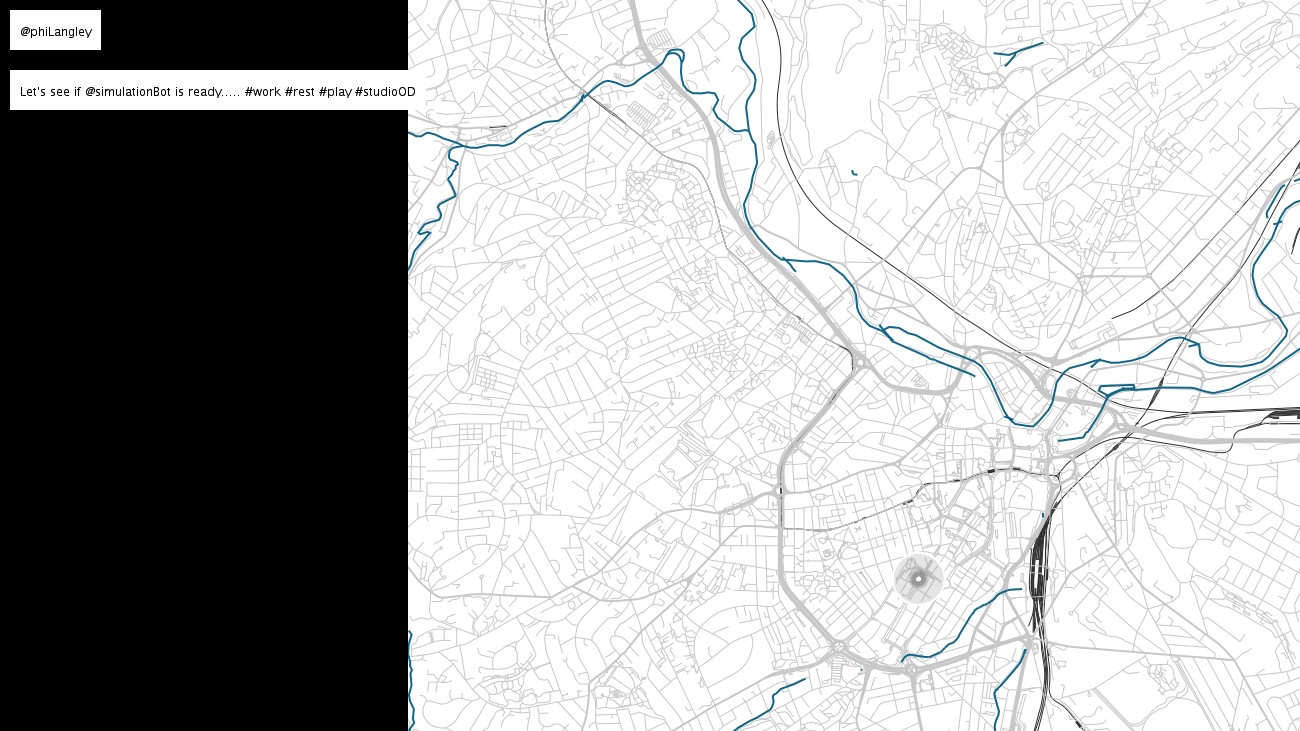 @phiLangley
Let's see if @simulationBot is ready..... #work #rest #play #studioOD